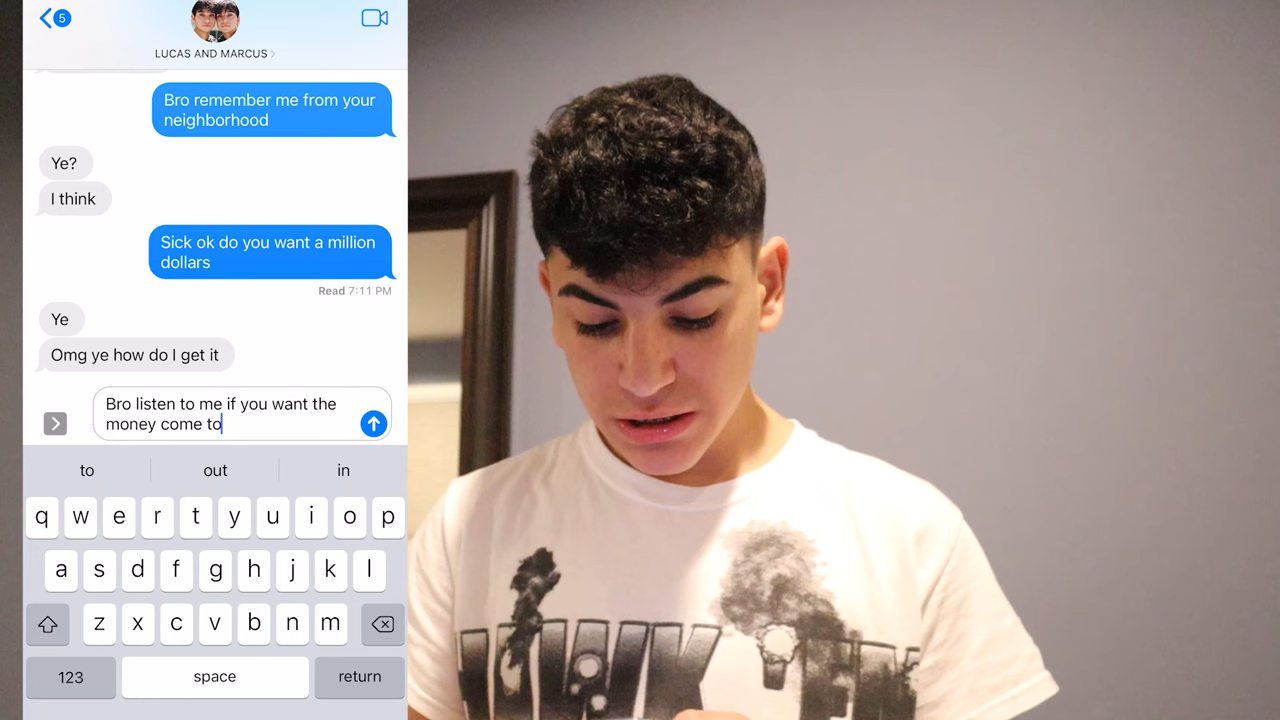 5
LUCAS AND MARCUS
Bro remember me from your
neighborhood
Ye?
I think
Sick ok do you want a million
dollars
Read 7:11 PM
Ye
Omg ye how do I get it
Bro listen to me if you want the
money come to
to out in
q w e r t y u i o p
a s d f g h j k l
z x c v b n m
123 space return